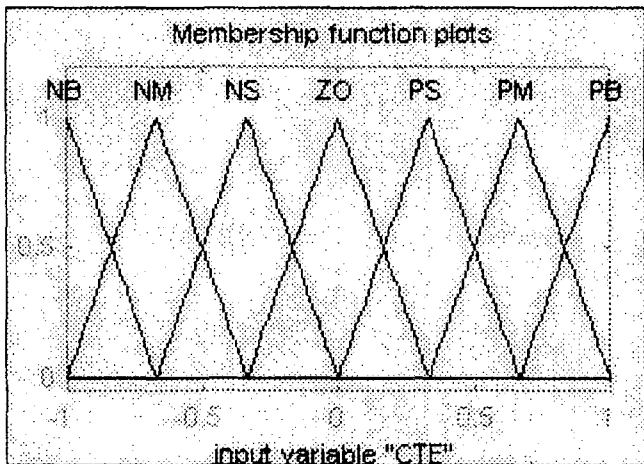 Membership function plots
NB NM NS ZO PS PM PB
1
0.5
0
-1 -0.5 0 0.5 1
input variable "CTE"